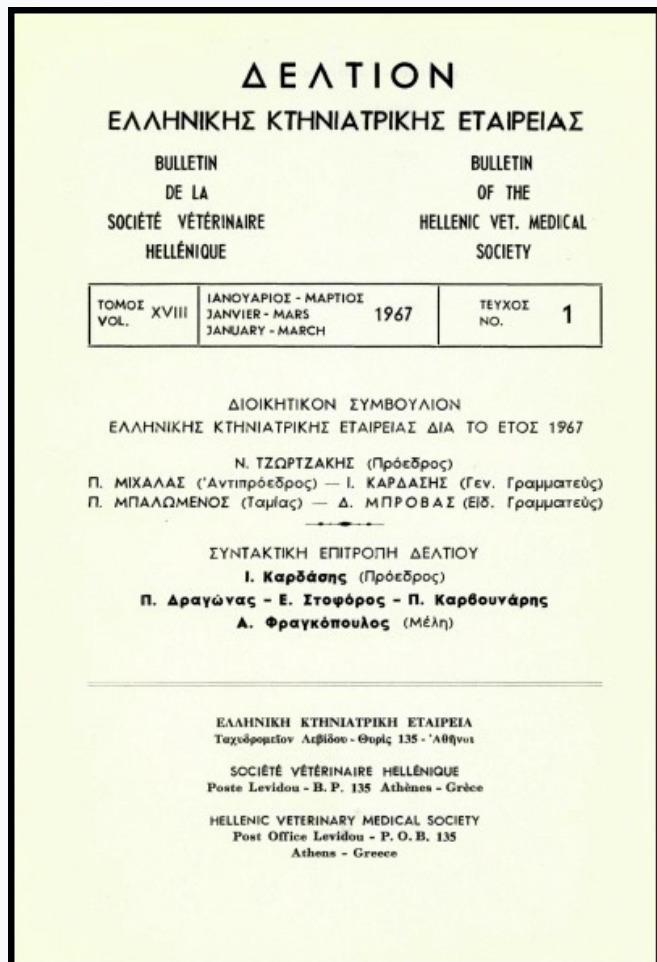 ΔΕΛΤΙΟΝ
ΕΛΛΗΝΙΚΗΣ ΚΤΗΝΙΑΤΡΙΚΗΣ ΕΤΑΙΡΕΙΑΣ
BULLETIN
DE LA
SOCIÉTÉ VÉTÉRINAIRE
HELLÉNIQUE
BULLETIN
OF THE
HELLENIC VET. MEDICAL
SOCIETY
ΤΟΜΟΣ
VOL. XVIII
ΙΑΝΟΥΑΡΙΟΣ - ΜΑΡΤΙΟΣ
JANVIER - MARS
JANUARY - MARCH
1967
ΤΕΥΧΟΣ
NO. 1
ΔΙΟΙΚΗΤΙΚΟΝ ΣΥΜΒΟΥΛΙΟΝ
ΕΛΛΗΝΙΚΗΣ ΚΤΗΝΙΑΤΡΙΚΗΣ ΕΤΑΙΡΕΙΑΣ ΔΙΑ ΤΟ ΕΤΟΣ 1967
Ν. ΤΖΩΡΤΖΑΚΗΣ (Πρόεδρος)
Π. ΜΙΧΑΛΑΣ (Ἀντιπρόεδρος) — Ι. ΚΑΡΔΑΣΗΣ (Γεν. Γραμματεὺς)
Π. ΜΠΑΛΩΜΕΝΟΣ (Ταμίας) — Δ. ΜΠΡΟΒΑΣ (Εἰδ. Γραμματεὺς)
ΣΥΝΤΑΚΤΙΚΗ ΕΠΙΤΡΟΠΗ ΔΕΛΤΙΟΥ
Ι. Καρδάσης (Πρόεδρος)
Π. Δραγώνας - Ε. Στοφόρος - Π. Καρβουνάρης
Α. Φραγκόπουλος (Μέλη)
ΕΛΛΗΝΙΚΗ ΚΤΗΝΙΑΤΡΙΚΗ ΕΤΑΙΡΕΙΑ
Ταχυδρομεῖον Λεβίδου - Θυρὶς 135 - Ἀθῆναι
SOCIÉTÉ VÉTÉRINAIRE HELLÉNIQUE
Poste Levidou - B. P. 135 Athènes - Grèce
HELLENIC VETERINARY MEDICAL SOCIETY
Post Office Levidou - P. O. B. 135
Athens - Greece